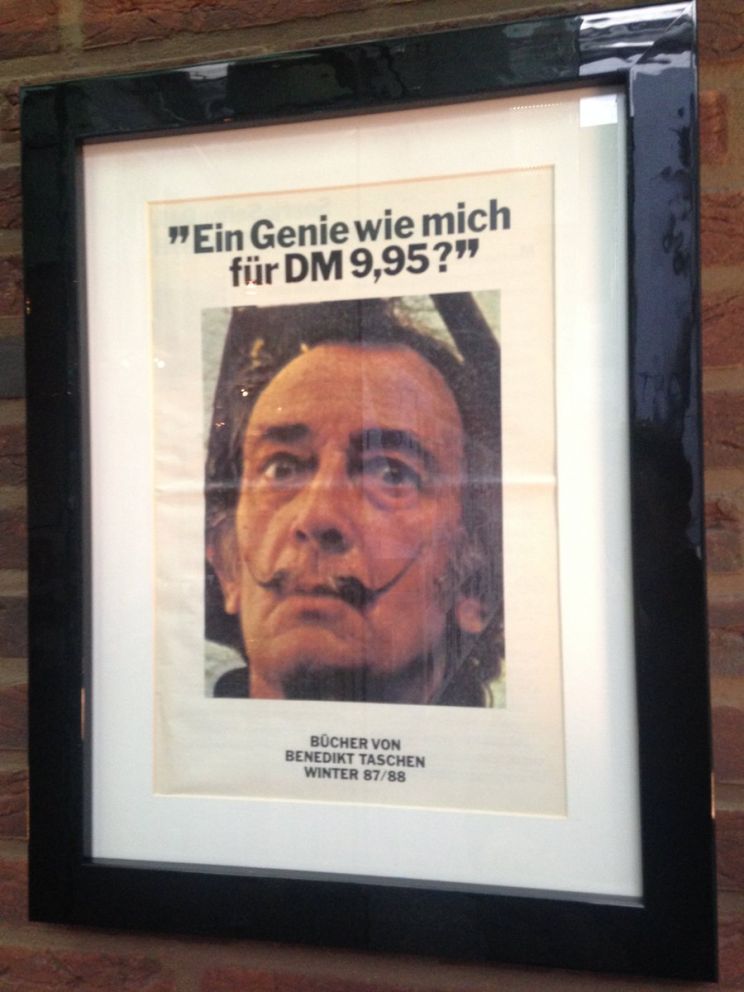 ”Ein Genie wie mich
für DM 9,95?”
BÜCHER VON
BENEDIKT TASCHEN
WINTER 87/88